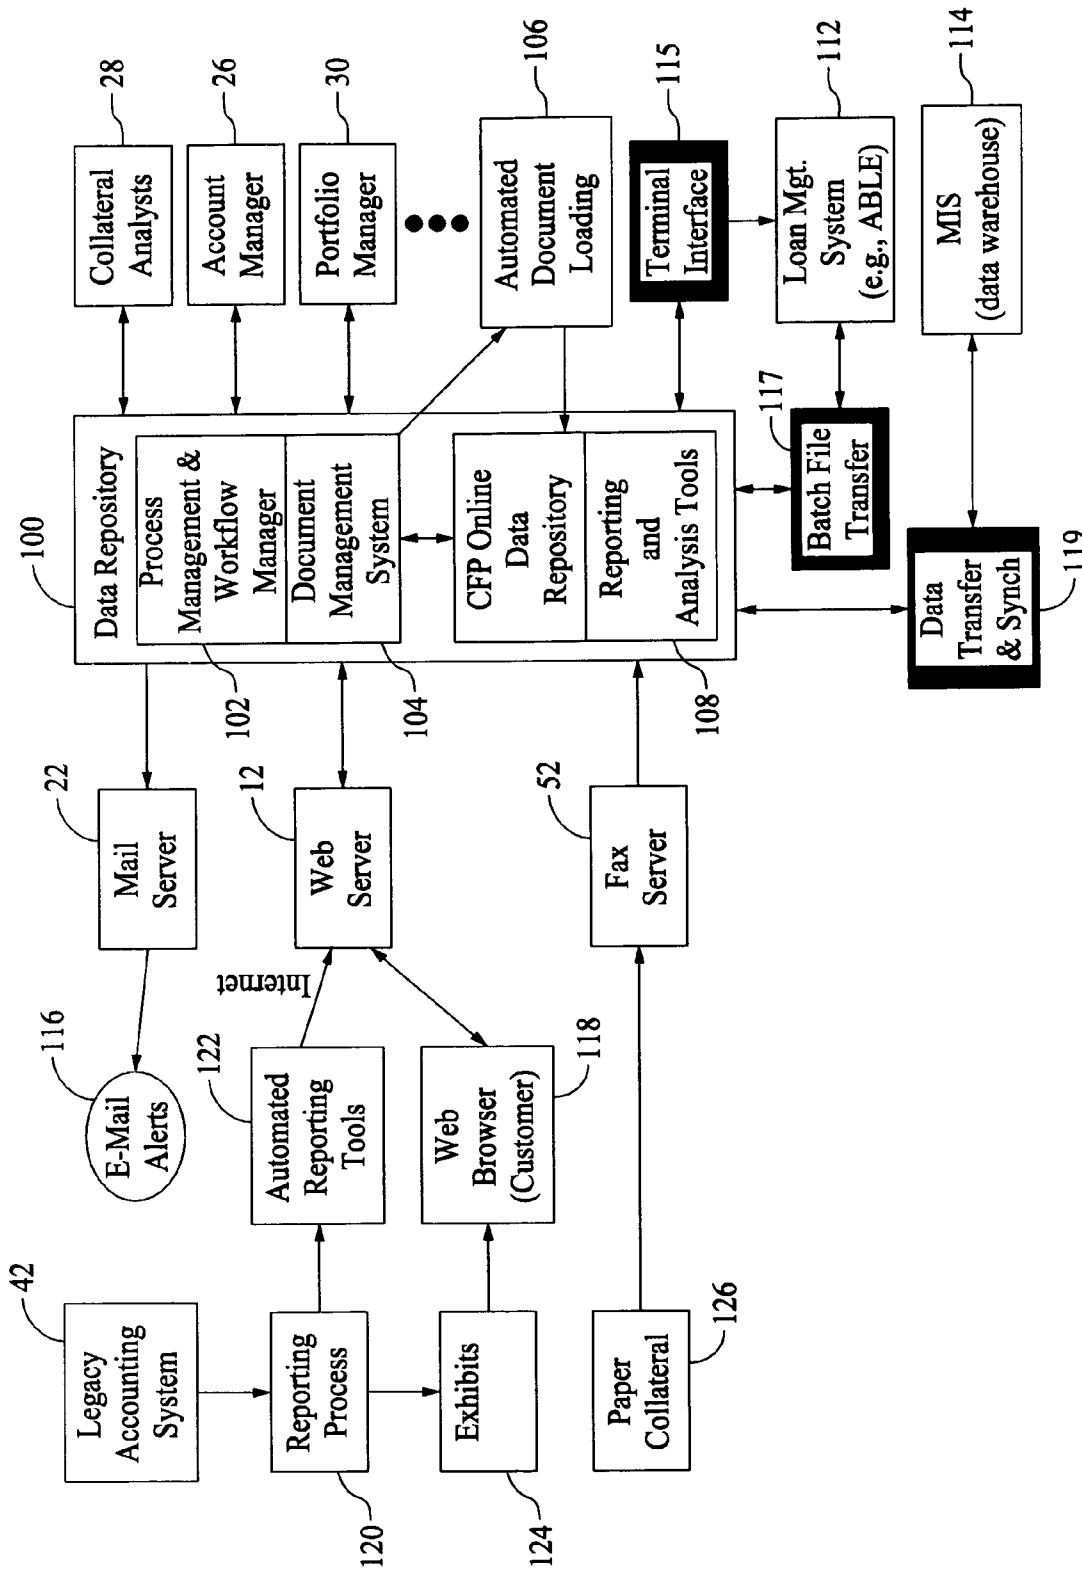 42
Legacy
Accounting
System
Reporting
Process
120
Exhibits
124
Paper
Collateral
126
116
E-Mail
Alerts
122
Automated
Reporting
Tools
Internet
Web
Browser
(Customer)
118
22
Mail
Server
12
Web
Server
52
Fax
Server
100
Data Repository
Process
Management &
Workflow
Manager
102
Document
Management
System
104
CFP Online
Data
Repository
Reporting
and
Analysis Tools
108
Collateral
Analysts
28
Account
Manager
26
Portfolio
Manager
30
Automated
Document
Loading
106
Terminal
Interface
115
Loan Mgt.
System
(e.g., ABLE)
112
117
Batch File
Transfer
Data
Transfer
& Synch
119
MIS
(data warehouse)
114